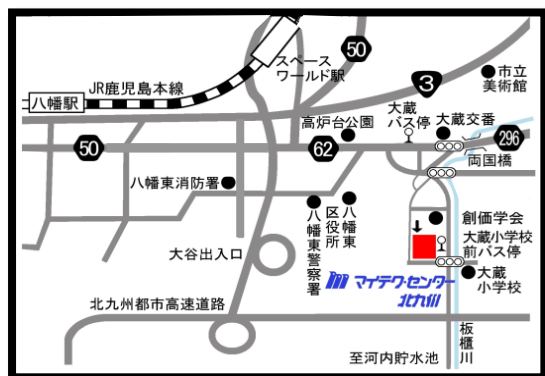 50
スペース
ワールド駅
3
市立
美術館
JR鹿児島本線
八幡駅
大蔵
バス停
大蔵交番
高炉台公園
296
50
62
両国橋
八幡東消防署
八幡東警察署
八幡東
区役所
創価学会
大蔵小学校
前バス停
大谷出入口
マイテク・センター
北九州
大蔵
小学校
北九州都市高速道路
板櫃川
至河内貯水池